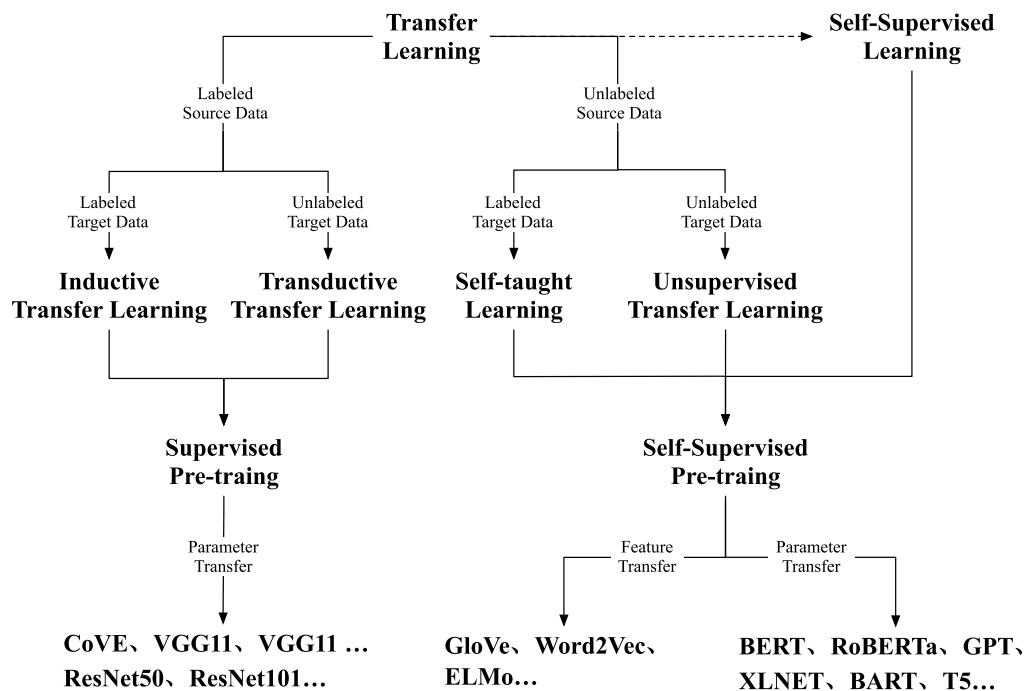 Transfer
Learning
Self-Supervised
Learning
Labeled
Source Data
Unlabeled
Source Data
Labeled
Target Data
Unlabeled
Target Data
Labeled
Target Data
Unlabeled
Target Data
Inductive
Transfer Learning
Transductive
Transfer Learning
Self-taught
Learning
Unsupervised
Transfer Learning
Supervised
Pre-traing
Self-Supervised
Pre-traing
Parameter
Transfer
Feature
Transfer
Parameter
Transfer
CoVE、VGG11、VGG11 …
ResNet50、ResNet101…
GloVe、Word2Vec、
ELMo…
BERT、RoBERTa、GPT、
XLNET、BART、T5…